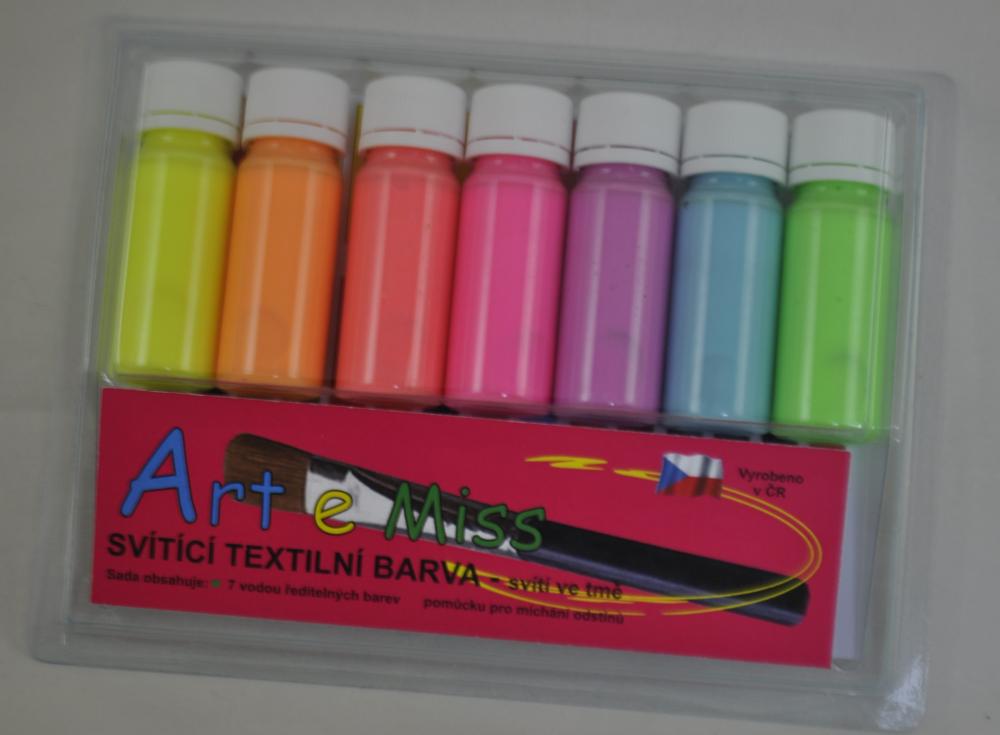 Art e Miss
Vyrobeno
v ČR
SVÍTÍCÍ TEXTILNÍ BARVA - svítí ve tmě
Sada obsahuje: 7 vodou ředitelných barev pomůcku pro míchání odstínů